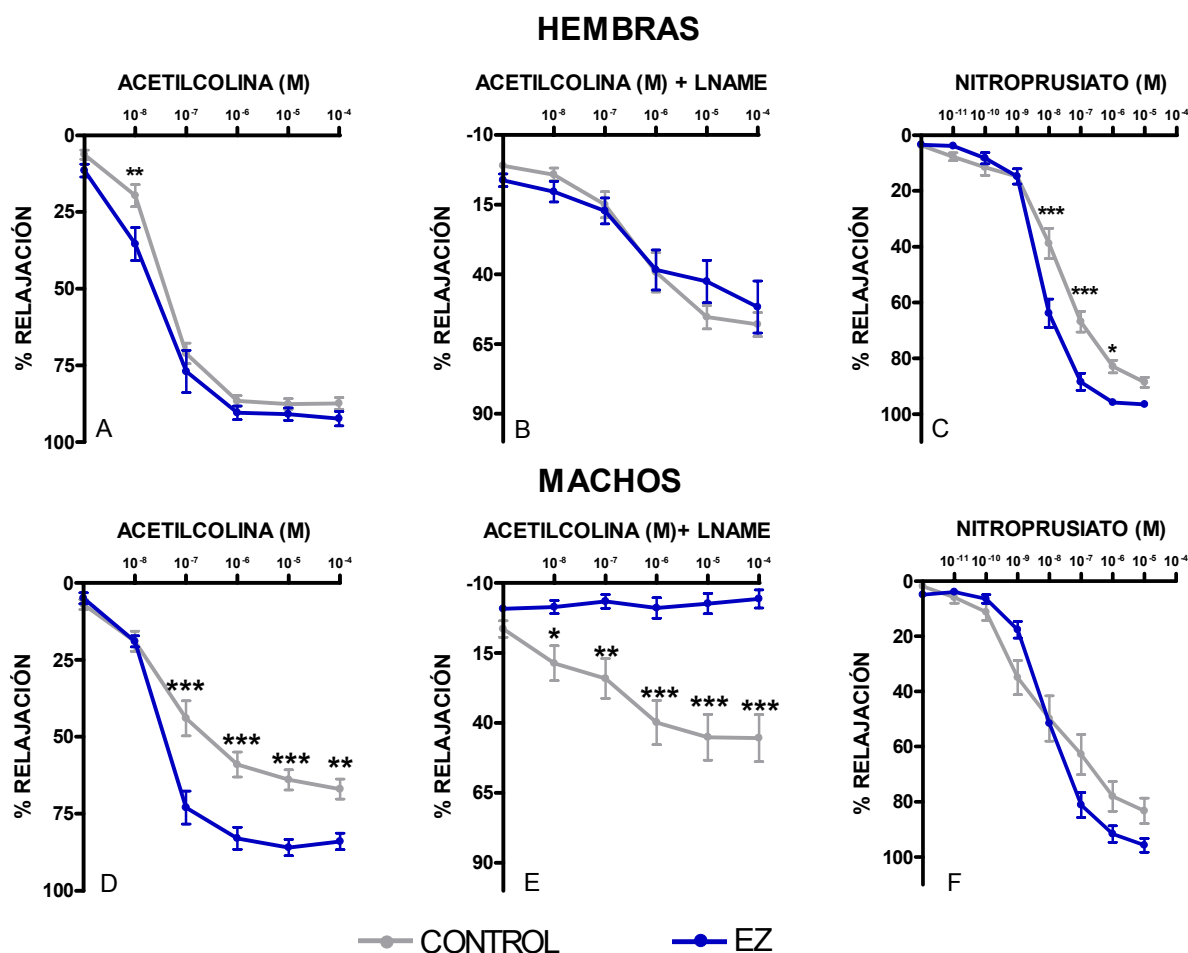 HEMBRAS
ACETILCOLINA (M)
10⁻⁸ 10⁻⁷ 10⁻⁶ 10⁻⁵ 10⁻⁴
% RELAJACIÓN
0
25
50
75
100
**
A
ACETILCOLINA (M) + LNAME
10⁻⁸ 10⁻⁷ 10⁻⁶ 10⁻⁵ 10⁻⁴
% RELAJACIÓN
-10
15
40
65
90
B
NITROPRUSIATO (M)
10⁻¹¹ 10⁻¹⁰ 10⁻⁹ 10⁻⁸ 10⁻⁷ 10⁻⁶ 10⁻⁵ 10⁻⁴
% RELAJACIÓN
0
20
40
60
80
100
***
***
*
C
MACHOS
ACETILCOLINA (M)
10⁻⁸ 10⁻⁷ 10⁻⁶ 10⁻⁵ 10⁻⁴
% RELAJACIÓN
0
25
50
75
100
*** *** *** **
D
ACETILCOLINA (M)+ LNAME
10⁻⁸ 10⁻⁷ 10⁻⁶ 10⁻⁵ 10⁻⁴
% RELAJACIÓN
-10
15
40
65
90
* ** *** *** ***
E
NITROPRUSIATO (M)
10⁻¹¹ 10⁻¹⁰ 10⁻⁹ 10⁻⁸ 10⁻⁷ 10⁻⁶ 10⁻⁵ 10⁻⁴
% RELAJACIÓN
0
20
40
60
80
100
F
CONTROL
EZ